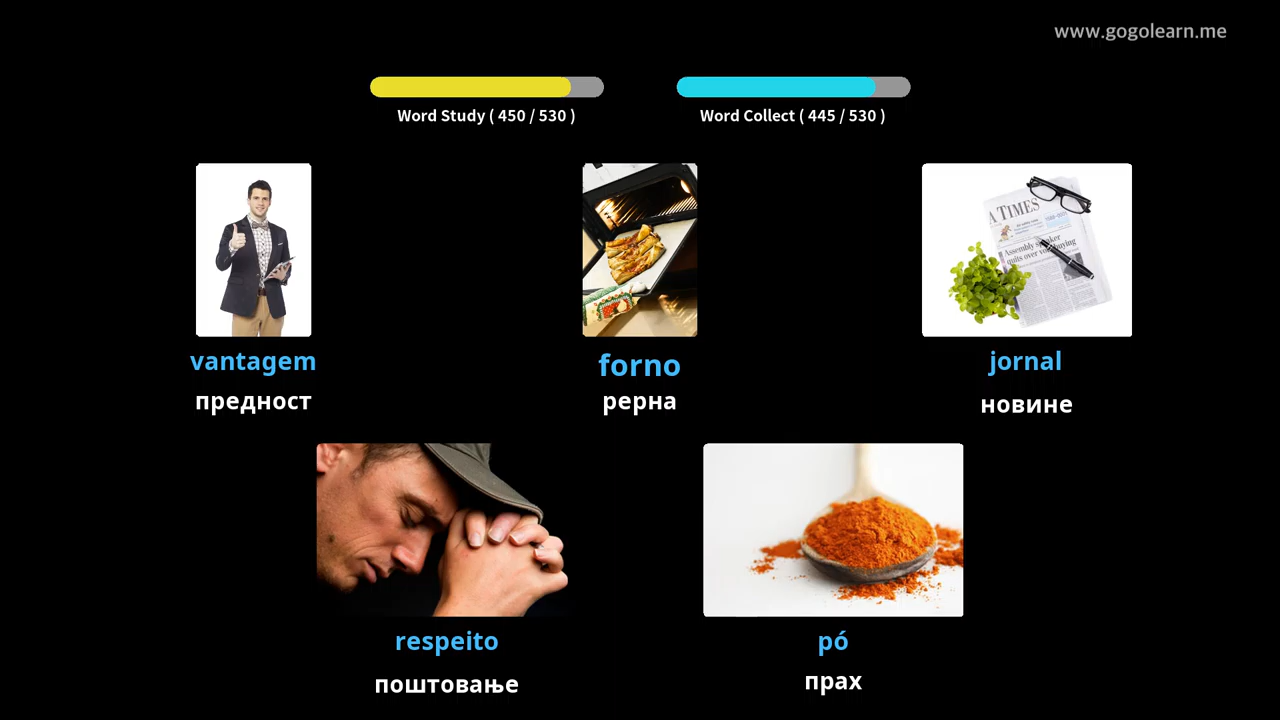 www.gogolearn.me
Word Study ( 450 / 530 )
Word Collect ( 445 / 530 )
A TIMES
vantagem
forno
jornal
предност
рерна
новине
respeito
pó
поштовање
прах